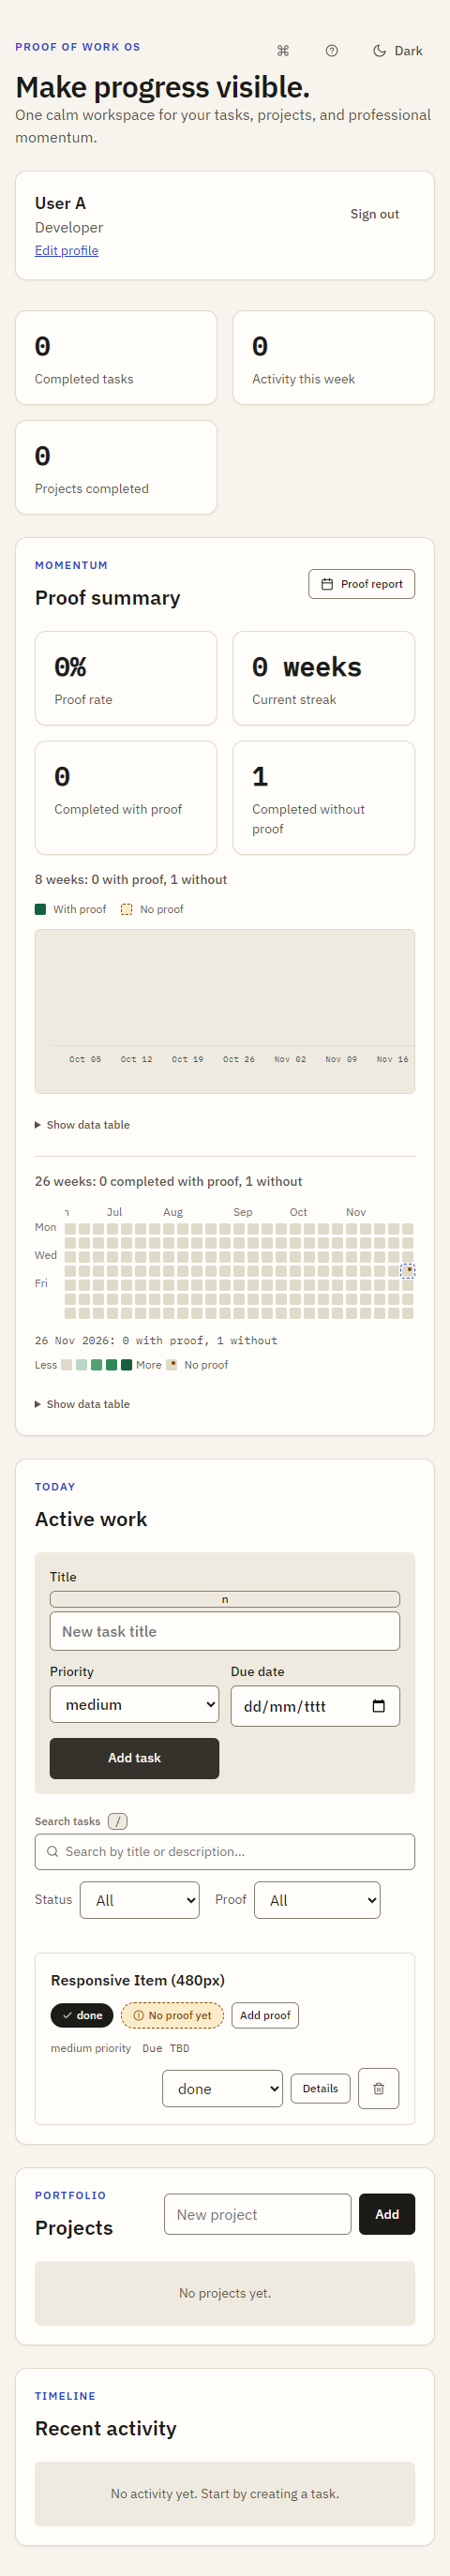 PROOF OF WORK OS
Dark
Make progress visible.
One calm workspace for your tasks, projects, and professional
momentum.
User A
Developer
Edit profile
Sign out
0
Completed tasks
0
Activity this week
0
Projects completed
MOMENTUM
Proof summary
Proof report
0%
Proof rate
0 weeks
Current streak
0
Completed with proof
1
Completed without
proof
8 weeks: 0 with proof, 1 without
With proof
No proof
Oct 05 Oct 12 Oct 19 Oct 26 Nov 02 Nov 09 Nov 16
Show data table
26 weeks: 0 completed with proof, 1 without
Jul Aug Sep Oct Nov
Mon
Wed
Fri
26 Nov 2026: 0 with proof, 1 without
Less More No proof
Show data table
TODAY
Active work
Title
n
New task title
Priority
Due date
medium
dd/mm/tttt
Add task
Search tasks /
Search by title or description...
Status All Proof All
Responsive Item (480px)
done No proof yet Add proof
medium priority Due TBD
done Details
PORTFOLIO
Projects
New project
Add
No projects yet.
TIMELINE
Recent activity
No activity yet. Start by creating a task.